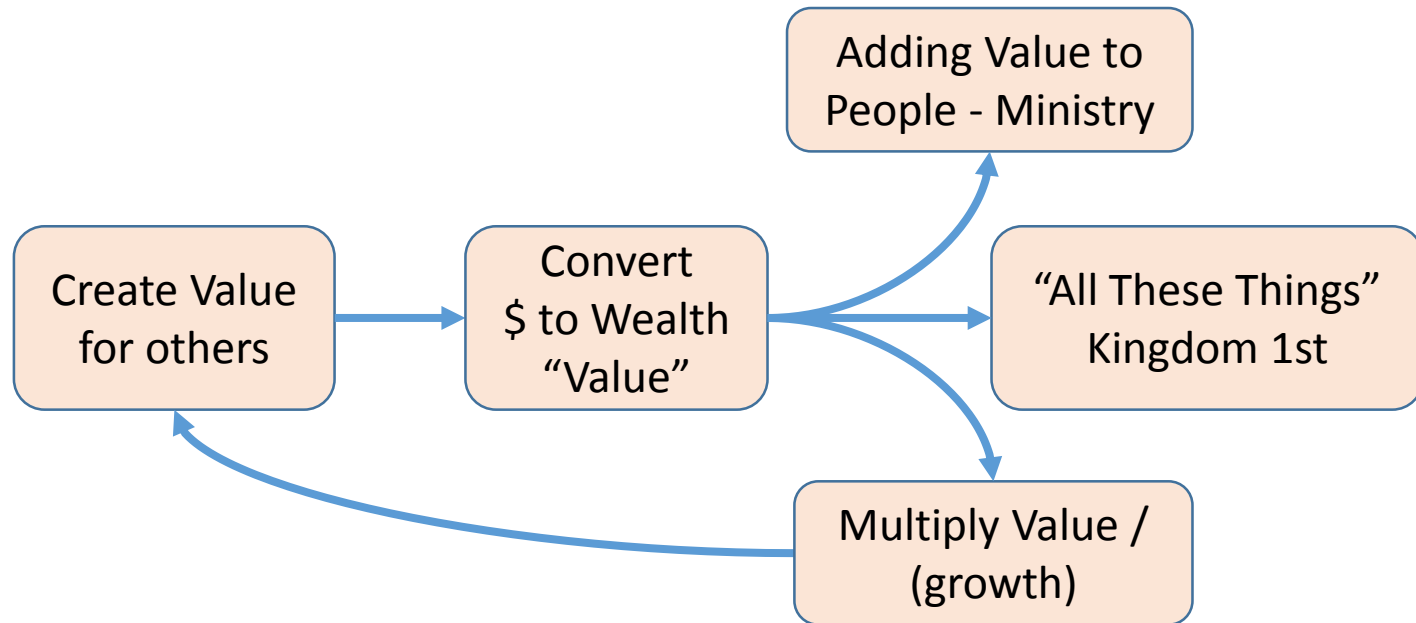 Adding Value to
People - Ministry
Create Value
for others
Convert
$ to Wealth
“Value”
“All These Things”
Kingdom 1st
Multiply Value /
(growth)